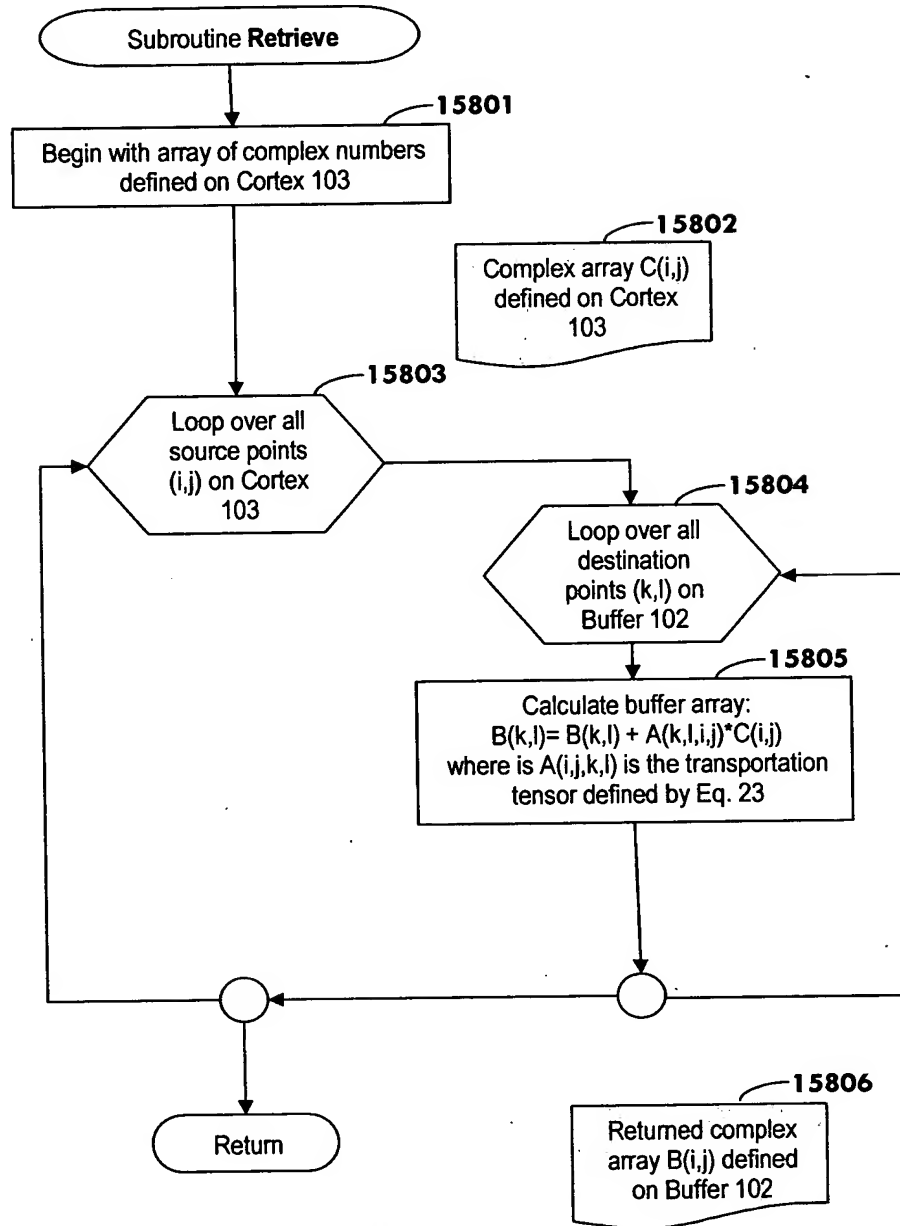 Subroutine Retrieve
15801
Begin with array of complex numbers
defined on Cortex 103
15802
Complex array C(i,j)
defined on Cortex
103
15803
Loop over all
source points
(i,j) on Cortex
103
15804
Loop over all
destination
points (k,l) on
Buffer 102
15805
Calculate buffer array:
B(k,l)= B(k,l) + A(k,l,i,j)*C(i,j)
where is A(i,j,k,l) is the transportation
tensor defined by Eq. 23
15806
Return
Returned complex
array B(i,j) defined
on Buffer 102